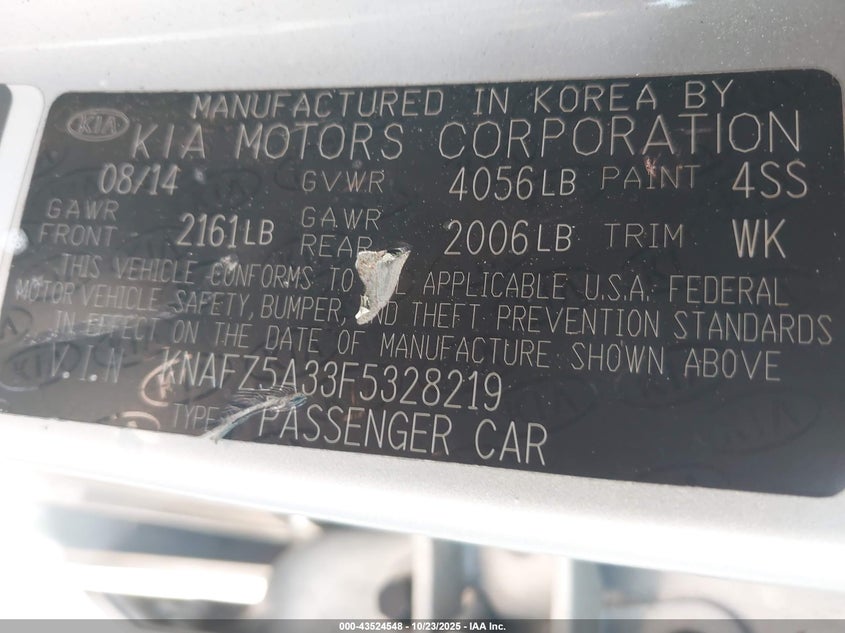 MANUFACTURED IN KOREA BY
KIA KIA MOTORS CORPORATION
08/14 GVWR 4056LB PAINT 4SS
GAWR FRONT 2161LB GAWR REAR 2006LB TRIM WK
THIS VEHICLE CONFORMS TO APPLICABLE U.S.A. FEDERAL
MOTOR VEHICLE SAFETY, BUMPER, AND THEFT PREVENTION STANDARDS
IN EFFECT ON THE DATE OF MANUFACTURE SHOWN ABOVE
V.I.N KNAFZ5A33F5328219
TYPE PASSENGER CAR
000-43524548 - 10/23/2025 - IAA Inc.